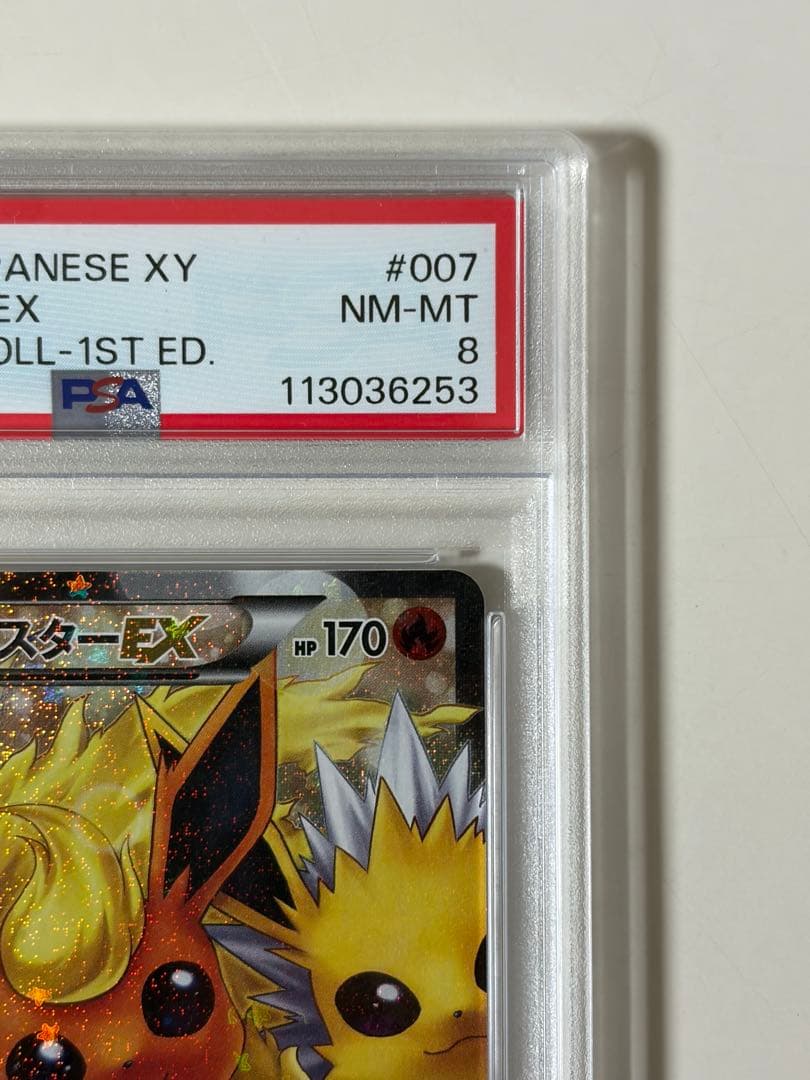 PANESE XY #007
EX NM-MT
OLL-1ST ED. 8
PSA 113036253
スターEX HP 170